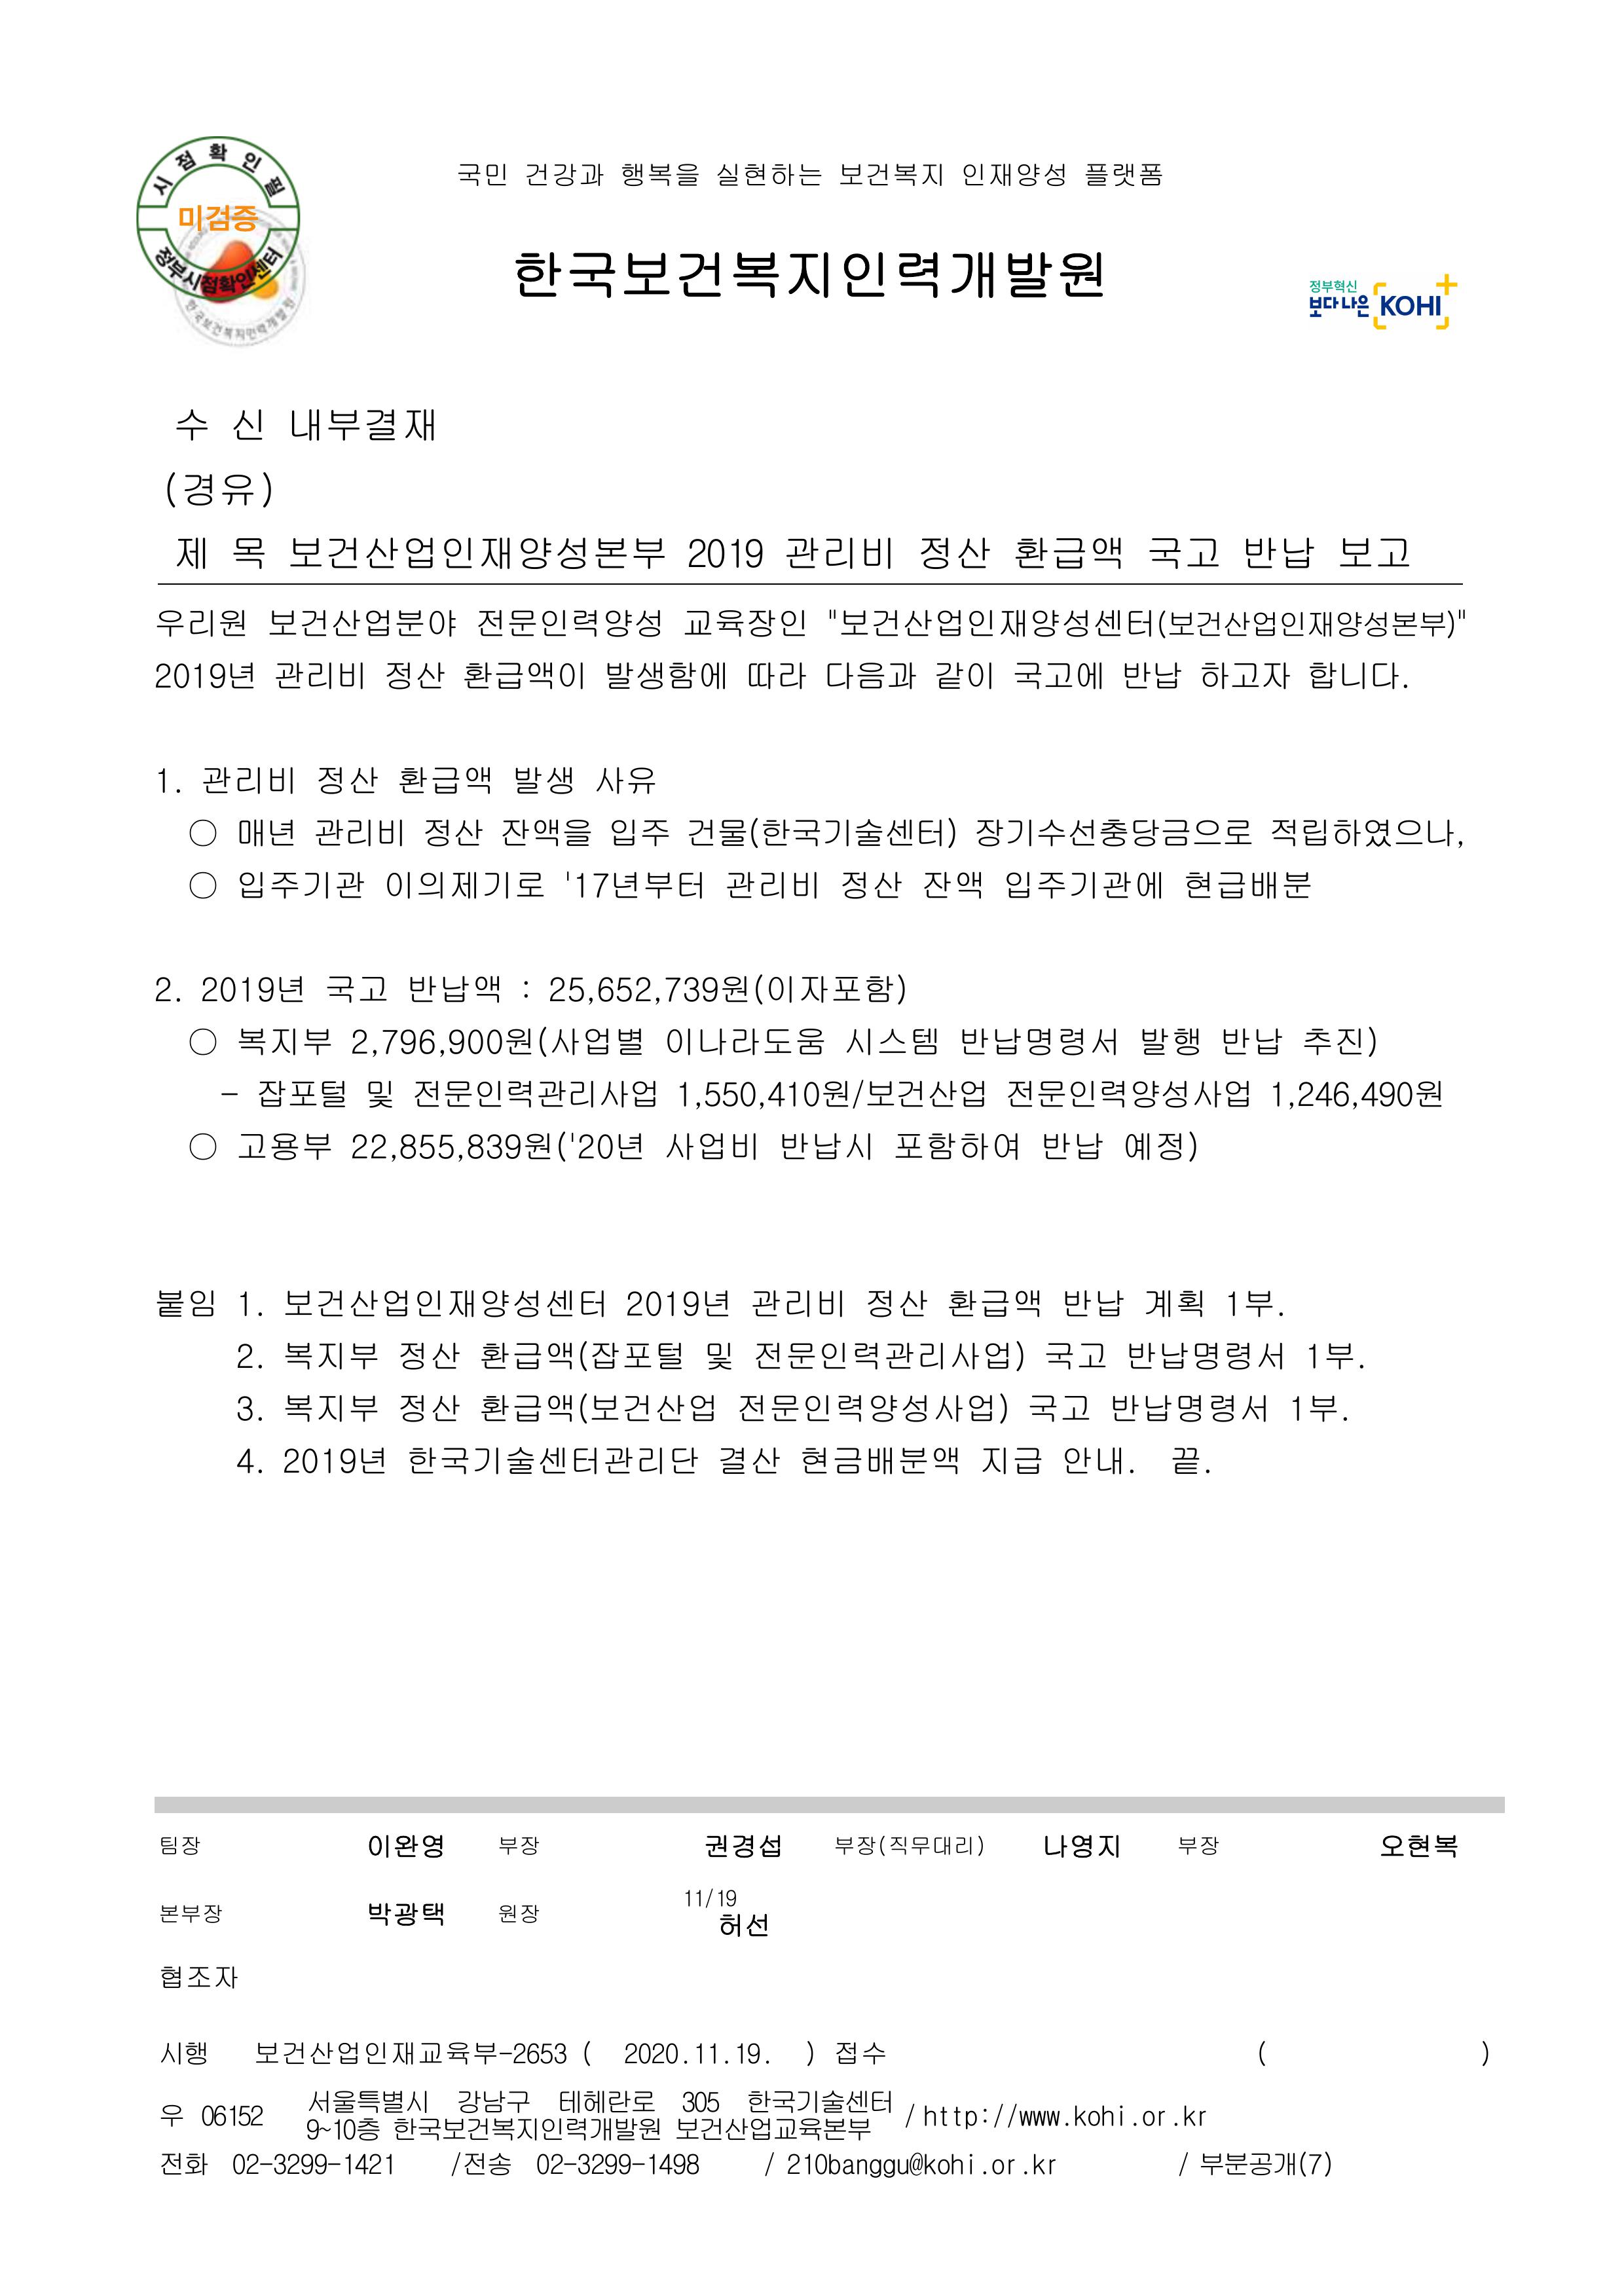 시점확인필
미검증
정부시점확인센터
한국보건복지인력개발원
국민 건강과 행복을 실현하는 보건복지 인재양성 플랫폼
한국보건복지인력개발원
정부혁신
보다나은 KOHI
수 신 내부결재
(경유)
제 목 보건산업인재양성본부 2019 관리비 정산 환급액 국고 반납 보고
우리원 보건산업분야 전문인력양성 교육장인 "보건산업인재양성센터(보건산업인재양성본부)"
2019년 관리비 정산 환급액이 발생함에 따라 다음과 같이 국고에 반납 하고자 합니다.
1. 관리비 정산 환급액 발생 사유
○ 매년 관리비 정산 잔액을 입주 건물(한국기술센터) 장기수선충당금으로 적립하였으나,
○ 입주기관 이의제기로 '17년부터 관리비 정산 잔액 입주기관에 현급배분
2. 2019년 국고 반납액 : 25,652,739원(이자포함)
○ 복지부 2,796,900원(사업별 이나라도움 시스템 반납명령서 발행 반납 추진)
- 잡포털 및 전문인력관리사업 1,550,410원/보건산업 전문인력양성사업 1,246,490원
○ 고용부 22,855,839원('20년 사업비 반납시 포함하여 반납 예정)
붙임 1. 보건산업인재양성센터 2019년 관리비 정산 환급액 반납 계획 1부.
2. 복지부 정산 환급액(잡포털 및 전문인력관리사업) 국고 반납명령서 1부.
3. 복지부 정산 환급액(보건산업 전문인력양성사업) 국고 반납명령서 1부.
4. 2019년 한국기술센터관리단 결산 현금배분액 지급 안내. 끝.
팀장 이완영 부장 권경섭 부장(직무대리) 나영지 부장 오현복
11/19
본부장 박광택 원장 허선
협조자
시행 보건산업인재교육부-2653 ( 2020.11.19. ) 접수 ( )
우 06152 서울특별시 강남구 테헤란로 305 한국기술센터
9~10층 한국보건복지인력개발원 보건산업교육본부 / http://www.kohi.or.kr
전화 02-3299-1421 /전송 02-3299-1498 / 210banggu@kohi.or.kr / 부분공개(7)